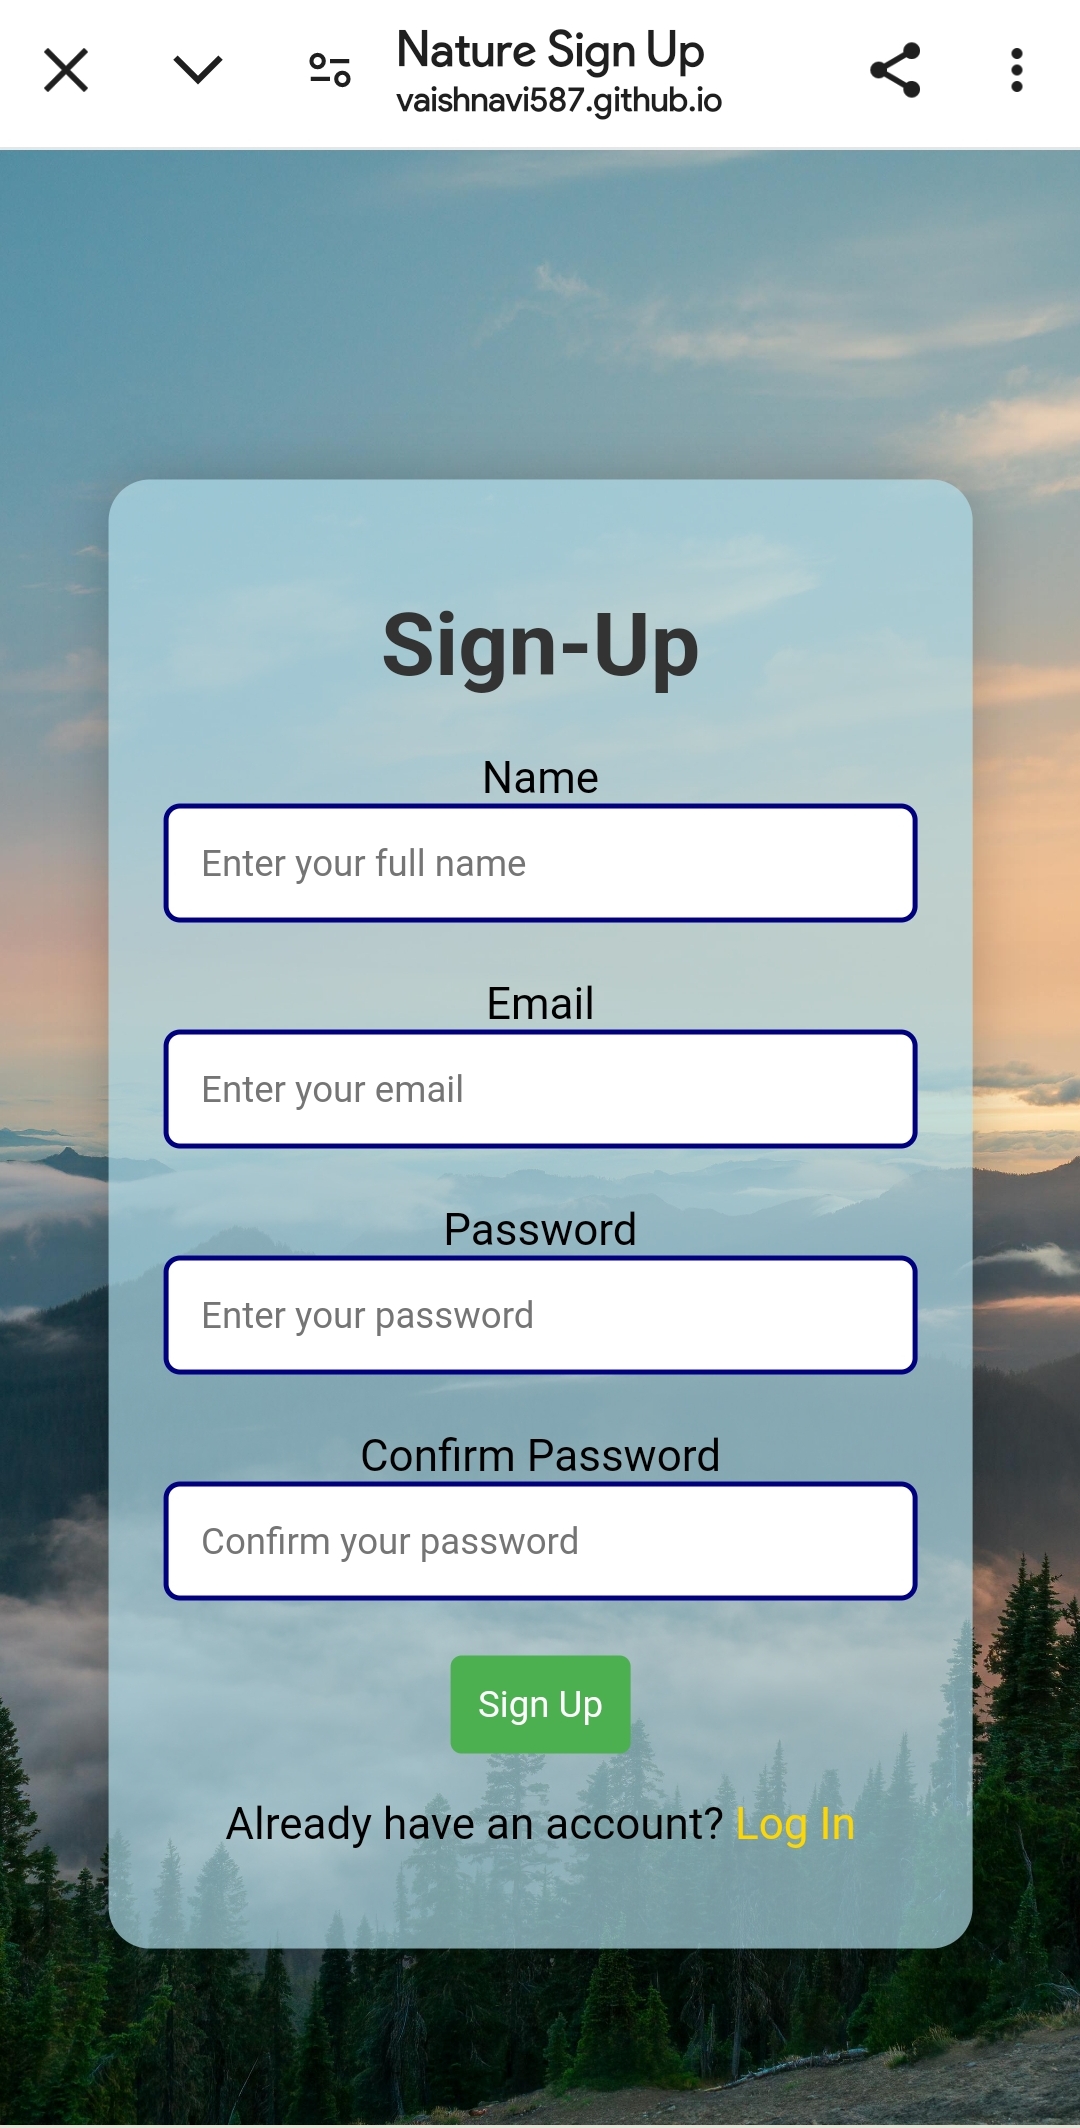 Nature Sign Up
vaishnavi587.github.io
Sign-Up
Name
Enter your full name
Email
Enter your email
Password
Enter your password
Confirm Password
Confirm your password
Sign Up
Already have an account? Log In